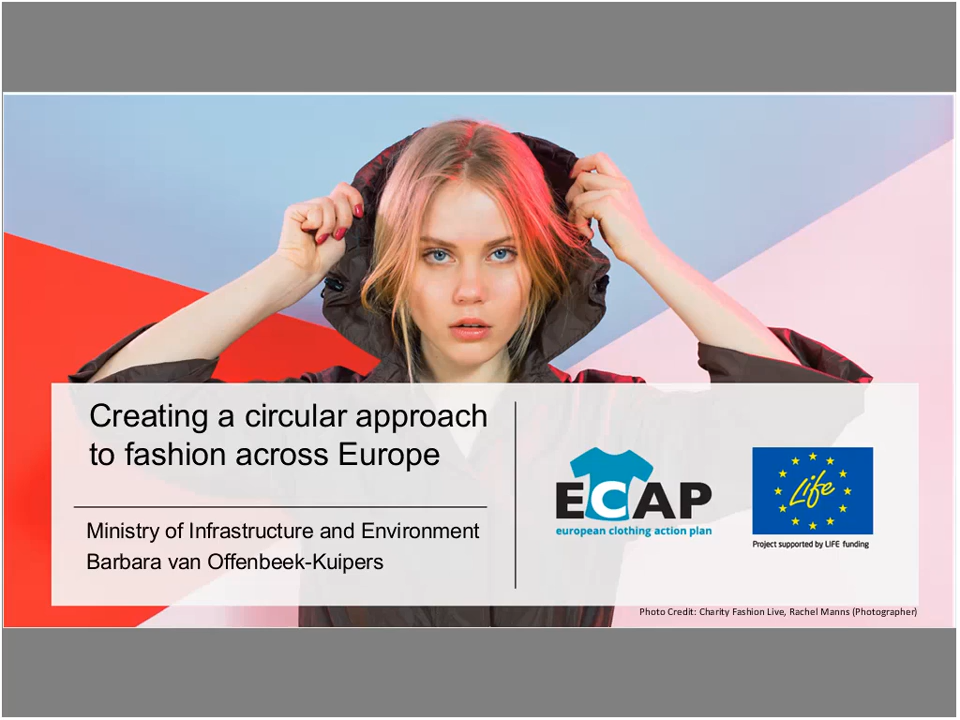 Creating a circular approach
to fashion across Europe
Ministry of Infrastructure and Environment
Barbara van Offenbeek-Kuipers
ECAP
european clothing action plan
Life
Project supported by LIFE funding
Photo Credit: Charity Fashion Live, Rachel Manns (Photographer)